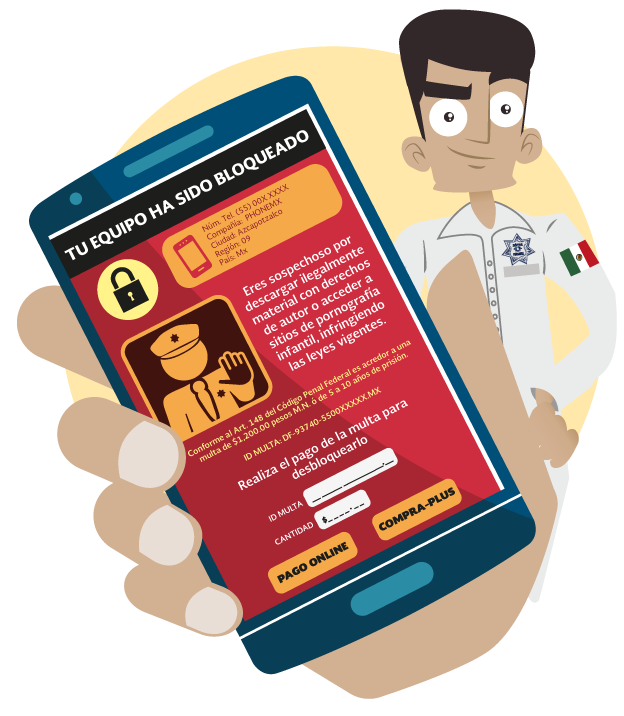 TU EQUIPO HA SIDO BLOQUEADO
Núm. Tel. (55) 00X XXXX
Compañía: PHONEMX
Ciudad: Azcapotzalco
Región: 09
País: Mx
Eres sospechoso por
descargar ilegalmente
material con derechos
de autor o acceder a
sitios de pornografía
infantil, infringiendo
las leyes vigentes.
Conforme al Art. 148 del Código Penal Federal es acredor a una
multa de $1,200.00 pesos M.N. ó de 5 a 10 años de prisión.
ID MULTA: DF-93740-5500XXXXX.MX
Realiza el pago de la multa para
desbloquearlo
ID MULTA
CANTIDAD $_ _ _ _._ _
PAGO ONLINE
COMPRA-PLUS